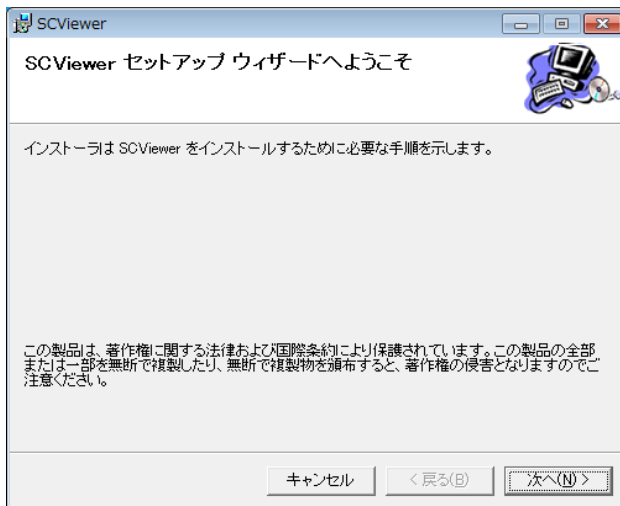 SCViewer
SCViewer セットアップ ウィザードへようこそ
インストーラは SCViewer をインストールするために必要な手順を示します。
この製品は、著作権に関する法律および国際条約により保護されています。この製品の全部
または一部を無断で複製したり、無断で複製物を頒布すると、著作権の侵害となりますのでご
注意ください。
キャンセル
< 戻る(B)
次へ(N) >